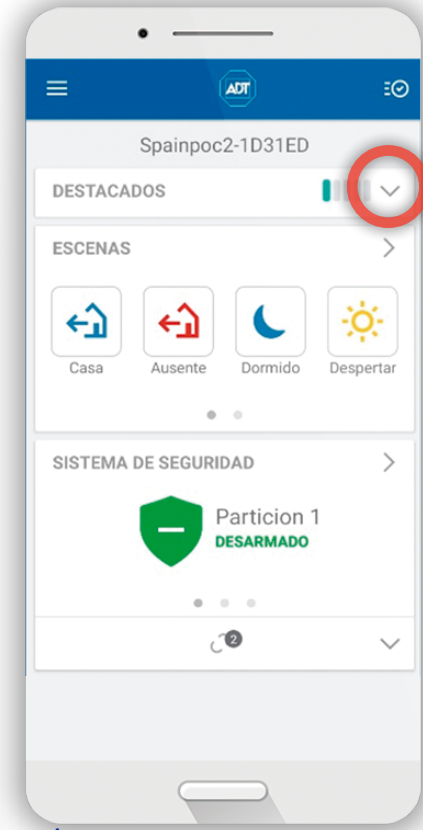 ADT
Spainpoc2-1D31ED
DESTACADOS
ESCENAS
Casa Ausente Dormido Despertar
SISTEMA DE SEGURIDAD
Particion 1
DESARMADO
2